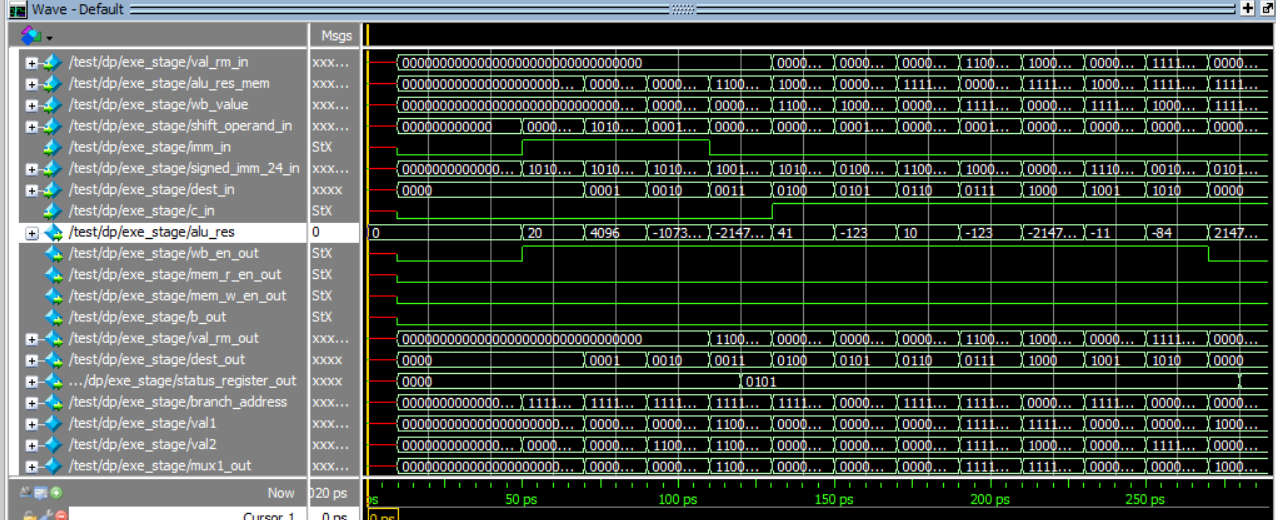 Wave - Default
Msgs
/test/dp/exe_stage/val_rm_in xxx... 00000000000000000000000000000000 0000... 0000... 0000... 1100... 1000... 0000... 1111... 0000...
/test/dp/exe_stage/alu_res_mem xxx... 00000000000000000000... 0000... 0000... 1100... 1000... 0000... 1111... 0000... 1111... 1000... 1111... 1111...
/test/dp/exe_stage/wb_value xxx... 000000000000000000000000000000... 0000... 0000... 1100... 1000... 0000... 1111... 0000... 1111... 1000... 1111...
/test/dp/exe_stage/shift_operand_in xxx... 000000000000 0000... 1010... 0001... 0000... 0000... 0001... 0000... 0001... 0000... 0000... 0000... 0000...
/test/dp/exe_stage/imm_in StX
/test/dp/exe_stage/signed_imm_24_in xxx... 0000000000000... 1010... 1010... 1010... 1001... 1010... 0100... 1100... 1000... 0000... 1110... 0010... 0101...
/test/dp/exe_stage/dest_in xxxx 0000 0001 0010 0011 0100 0101 0110 0111 1000 1001 1010 0000
/test/dp/exe_stage/c_in StX
/test/dp/exe_stage/alu_res 0 0 20 4096 -1073... -2147... 41 -123 10 -123 -2147... -11 -84 2147...
/test/dp/exe_stage/wb_en_out StX
/test/dp/exe_stage/mem_r_en_out StX
/test/dp/exe_stage/mem_w_en_out StX
/test/dp/exe_stage/b_out StX
/test/dp/exe_stage/val_rm_out xxx... 00000000000000000000000000000000 1100... 0000... 0000... 0000... 1100... 1000... 0000... 1111... 0000...
/test/dp/exe_stage/dest_out xxxx 0000 0001 0010 0011 0100 0101 0110 0111 1000 1001 1010 0000
.../dp/exe_stage/status_register_out xxxx 0000 0101
/test/dp/exe_stage/branch_address xxx... 0000000000000... 1111... 1111... 1111... 1111... 1111... 0000... 1111... 1111... 0000... 1111... 0000... 0000...
/test/dp/exe_stage/val1 xxx... 00000000000000000000... 0000... 0000... 1100... 0000... 0000... 0000... 1111... 1111... 0000... 0000... 1000...
/test/dp/exe_stage/val2 xxx... 0000000000000... 0000... 0000... 1100... 1100... 0000... 0000... 0000... 1111... 1000... 0000... 1111... 0000...
/test/dp/exe_stage/mux1_out xxx... 00000000000000000000... 0000... 0000... 1100... 0000... 0000... 0000... 1111... 1111... 0000... 0000... 1000...
Now 020 ps ps 50 ps 100 ps 150 ps 200 ps 250 ps
Cursor 1 0 ps 0 ps